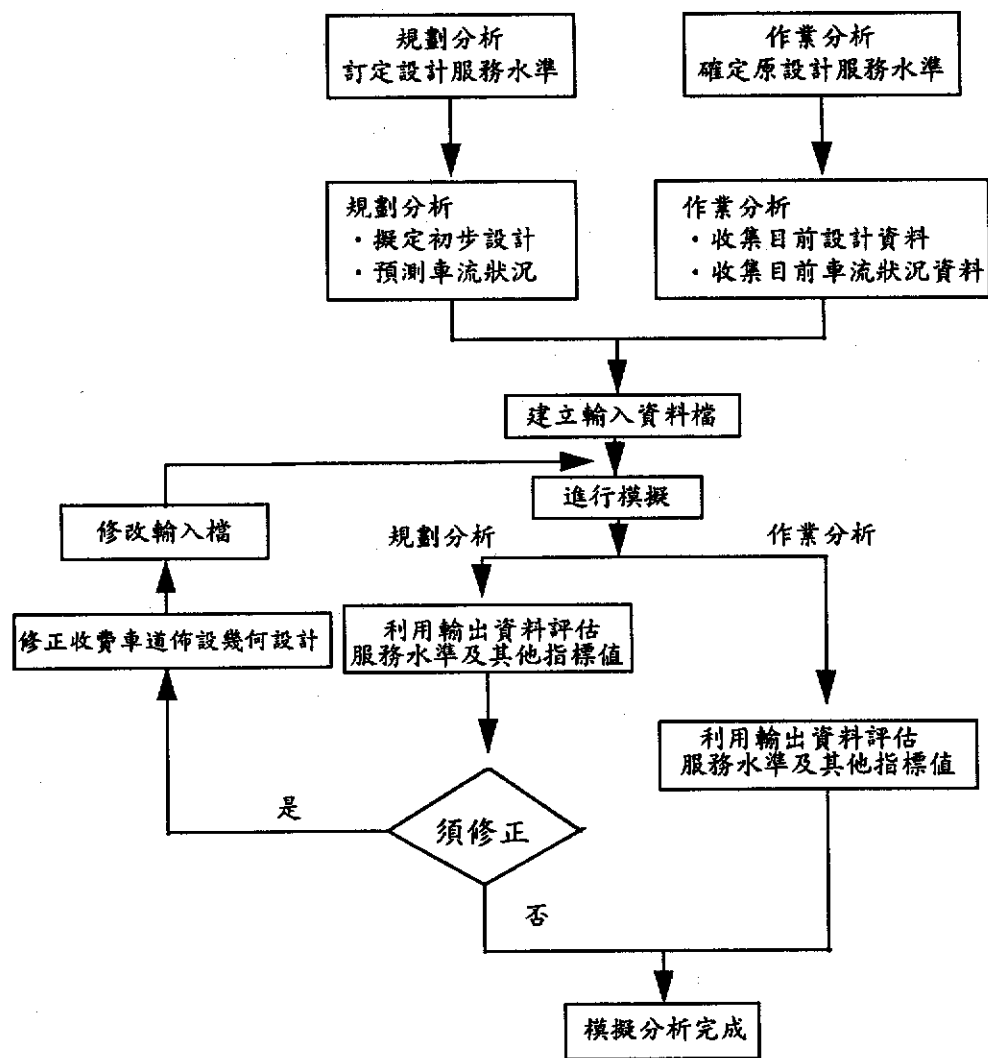 規劃分析
訂定設計服務水準
作業分析
確定原設計服務水準
規劃分析
·擬定初步設計
·預測車流狀況
作業分析
·收集目前設計資料
·收集目前車流狀況資料
建立輸入資料檔
進行模擬
修改輸入檔
規劃分析
作業分析
修正收費車道佈設幾何設計
利用輸出資料評估
服務水準及其他指標值
利用輸出資料評估
服務水準及其他指標值
是
須修正
否
模擬分析完成